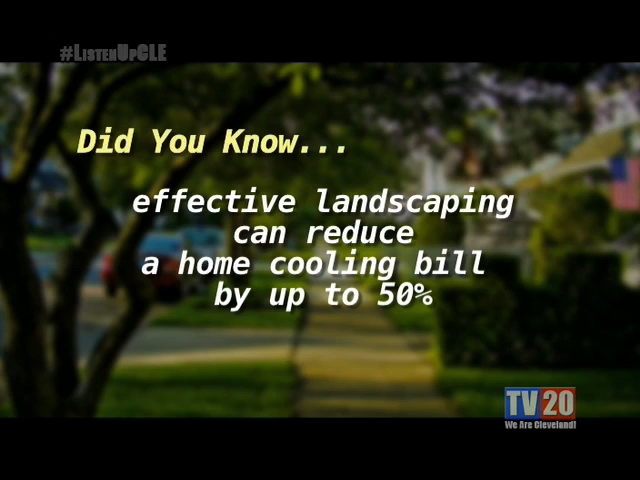 #ListenUpCLE
Did You Know...
effective landscaping
can reduce
a home cooling bill
by up to 50%
TV20
We Are Cleveland!